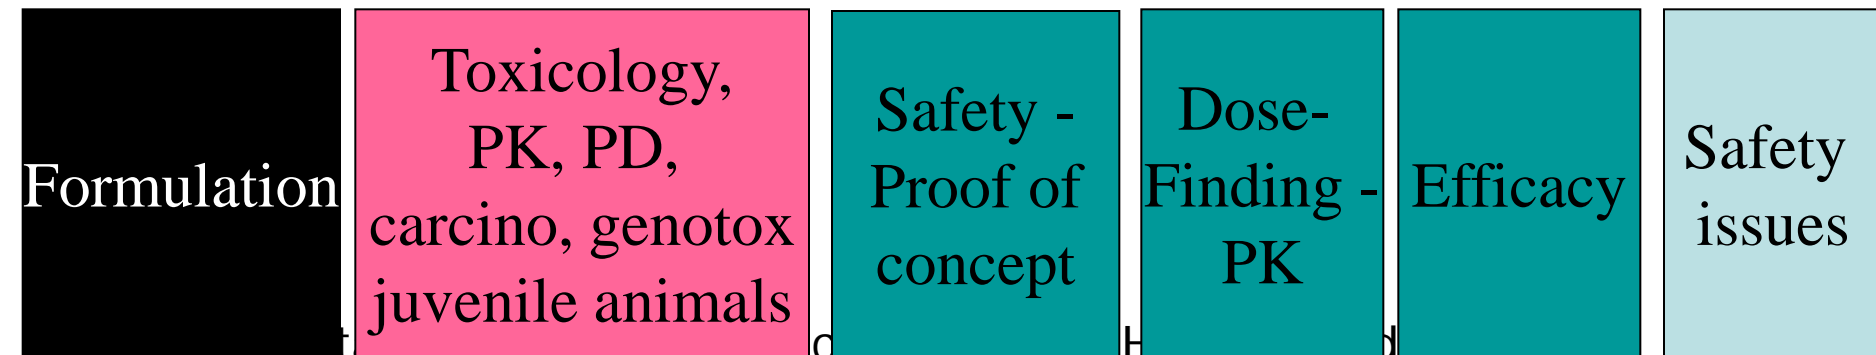 Formulation
Toxicology,
PK, PD,
carcino, genotox
juvenile animals
Safety -
Proof of
concept
Dose-
Finding -
PK
Efficacy
Safety
issues